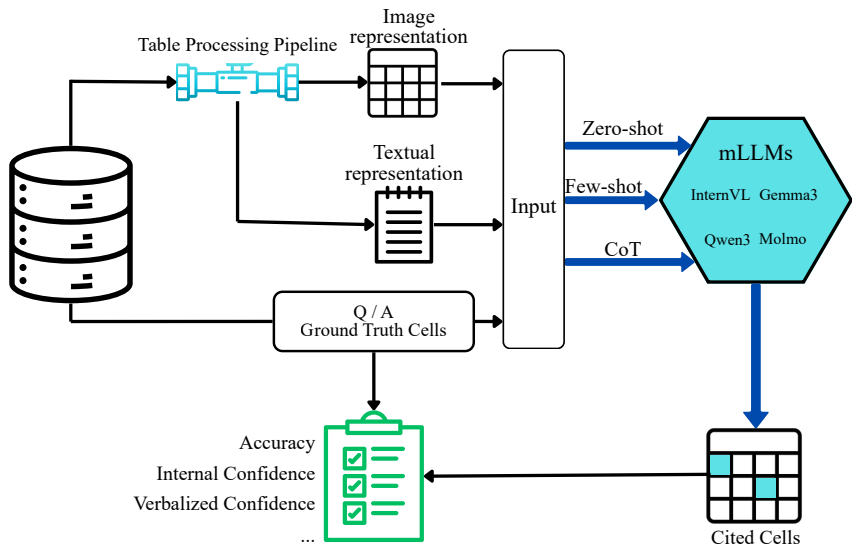 Image
representation
Table Processing Pipeline
Textual
representation
Input
Zero-shot
Few-shot
CoT
mLLMs
InternVL Gemma3
Qwen3 Molmo
Q / A
Ground Truth Cells
Accuracy
Internal Confidence
Verbalized Confidence
...
Cited Cells